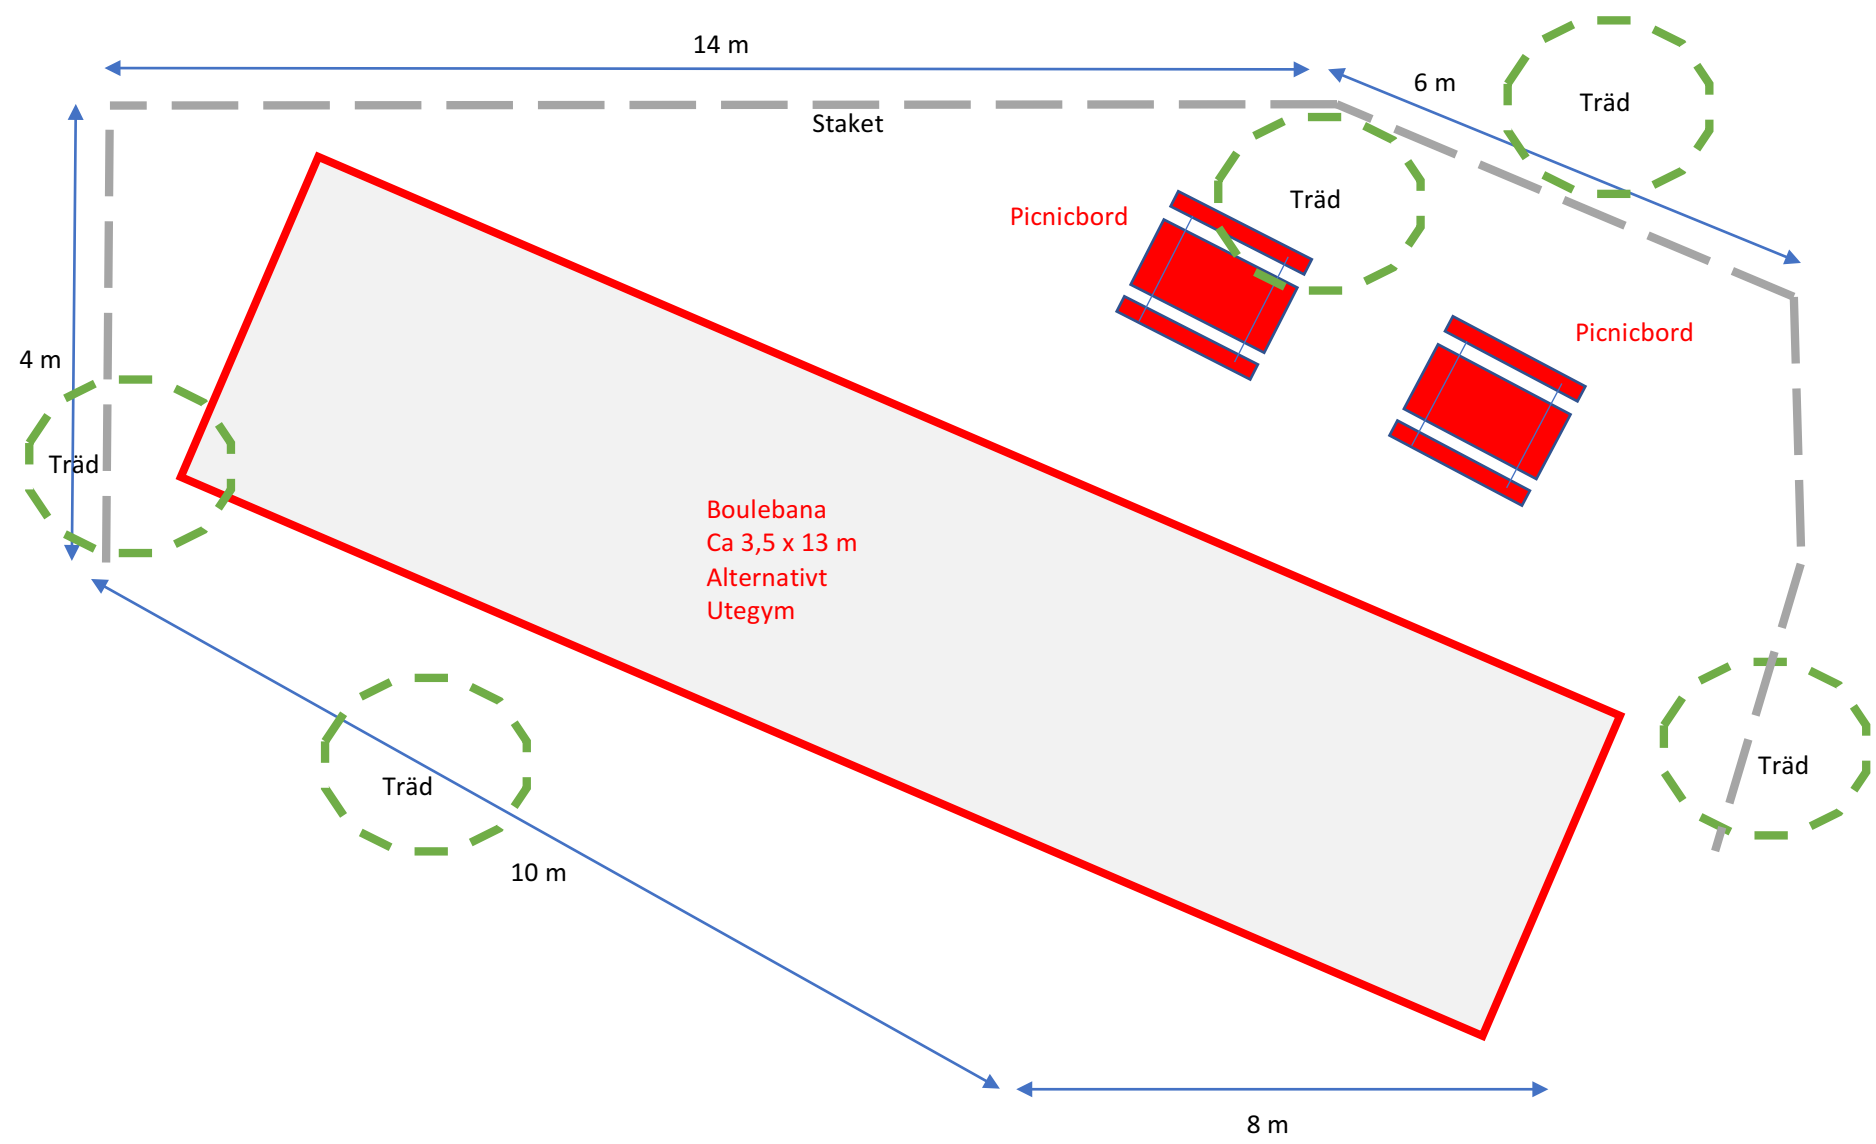 14 m
6 m
Träd
Staket
Träd
Picnicbord
Picnicbord
4 m
Träd
Boulebana
Ca 3,5 x 13 m
Alternativt
Utegym
Träd
Träd
10 m
8 m